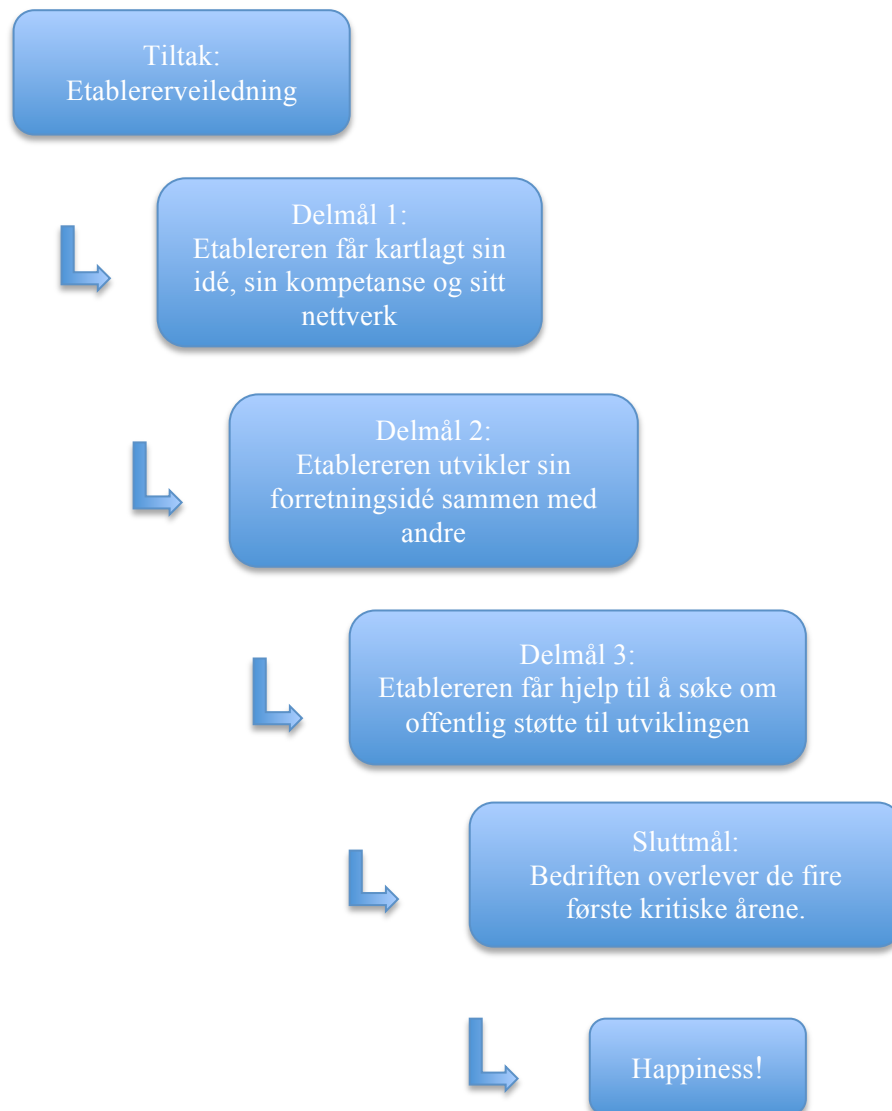 Tiltak:
Etablererveiledning
Delmål 1:
Etablereren får kartlagt sin
idé, sin kompetanse og sitt
nettverk
Delmål 2:
Etablereren utvikler sin
forretningsidé sammen med
andre
Delmål 3:
Etablereren får hjelp til å søke om
offentlig støtte til utviklingen
Sluttmål:
Bedriften overlever de fire
første kritiske årene.
Happiness!